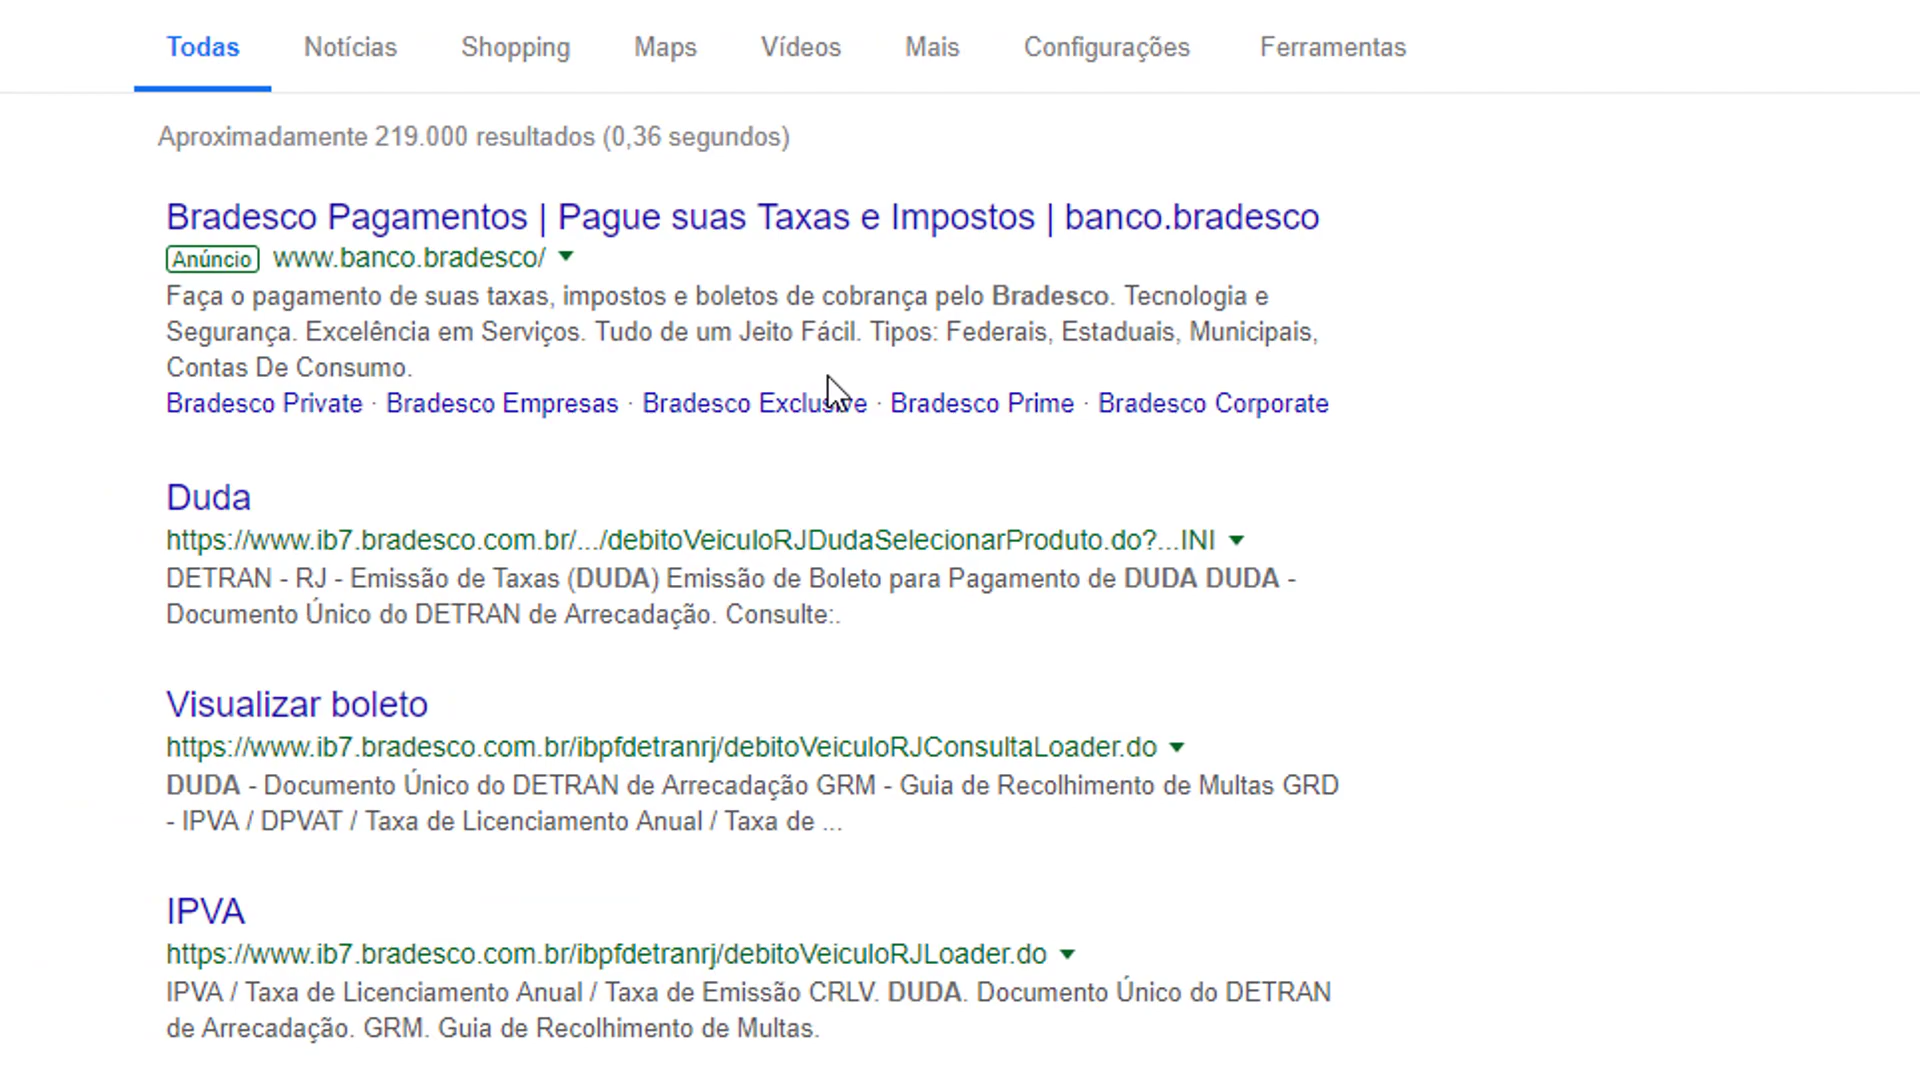 Todas Notícias Shopping Maps Vídeos Mais Configurações Ferramentas
Aproximadamente 219.000 resultados (0,36 segundos)
Bradesco Pagamentos | Pague suas Taxas e Impostos | banco.bradesco
Anúncio www.banco.bradesco/
Faça o pagamento de suas taxas, impostos e boletos de cobrança pelo Bradesco. Tecnologia e
Segurança. Excelência em Serviços. Tudo de um Jeito Fácil. Tipos: Federais, Estaduais, Municipais,
Contas De Consumo.
Bradesco Private · Bradesco Empresas · Bradesco Exclusive · Bradesco Prime · Bradesco Corporate
Duda
https://www.ib7.bradesco.com.br/.../debitoVeiculoRJDudaSelecionarProduto.do?...INI
DETRAN - RJ - Emissão de Taxas (DUDA) Emissão de Boleto para Pagamento de DUDA DUDA -
Documento Único do DETRAN de Arrecadação. Consulte:.
Visualizar boleto
https://www.ib7.bradesco.com.br/ibpfdetranrj/debitoVeiculoRJConsultaLoader.do
DUDA - Documento Único do DETRAN de Arrecadação GRM - Guia de Recolhimento de Multas GRD
- IPVA / DPVAT / Taxa de Licenciamento Anual / Taxa de ...
IPVA
https://www.ib7.bradesco.com.br/ibpfdetranrj/debitoVeiculoRJLoader.do
IPVA / Taxa de Licenciamento Anual / Taxa de Emissão CRLV. DUDA. Documento Único do DETRAN
de Arrecadação. GRM. Guia de Recolhimento de Multas.